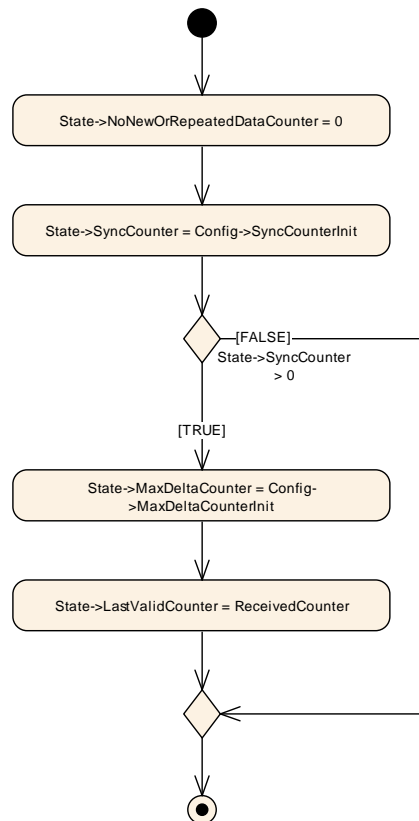 State->NoNewOrRepeatedDataCounter = 0
State->SyncCounter = Config->SyncCounterInit
[FALSE]
State->SyncCounter
> 0
[TRUE]
State->MaxDeltaCounter = Config-
>MaxDeltaCounterInit
State->LastValidCounter = ReceivedCounter